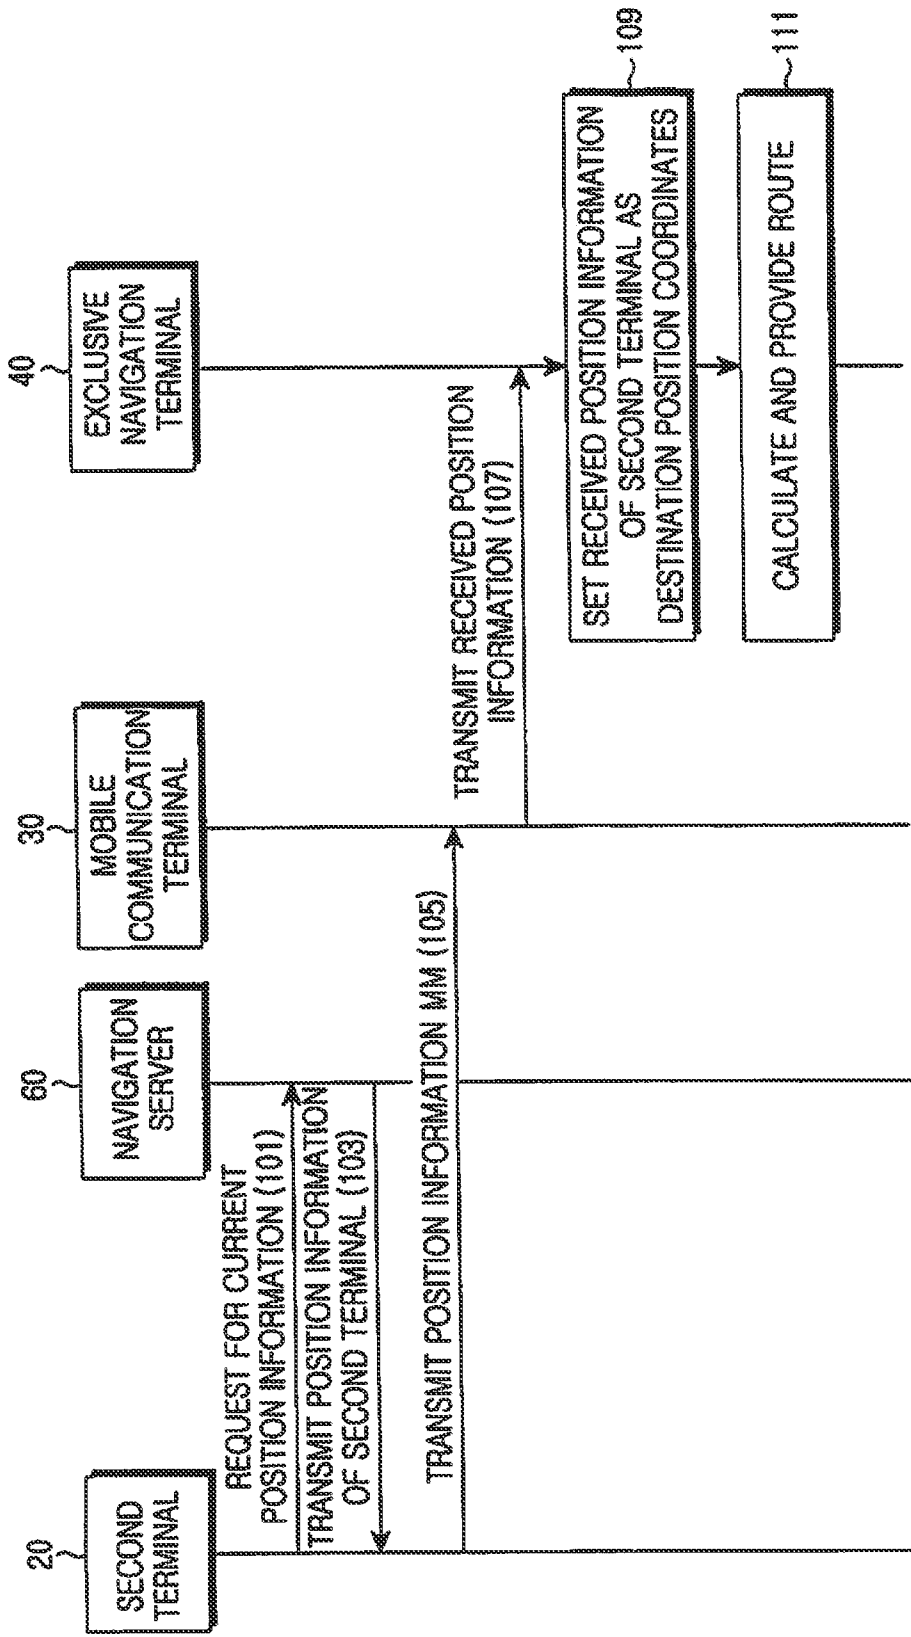 20
SECOND
TERMINAL
60
NAVIGATION
SERVER
30
MOBILE
COMMUNICATION
TERMINAL
40
EXCLUSIVE
NAVIGATION
TERMINAL
REQUEST FOR CURRENT
POSITION INFORMATION (101)
TRANSMIT POSITION INFORMATION
OF SECOND TERMINAL (103)
TRANSMIT POSITION INFORMATION MM (105)
TRANSMIT RECEIVED POSITION
INFORMATION (107)
SET RECEIVED POSITION INFORMATION
OF SECOND TERMINAL AS
DESTINATION POSITION COORDINATES
109
CALCULATE AND PROVIDE ROUTE
111